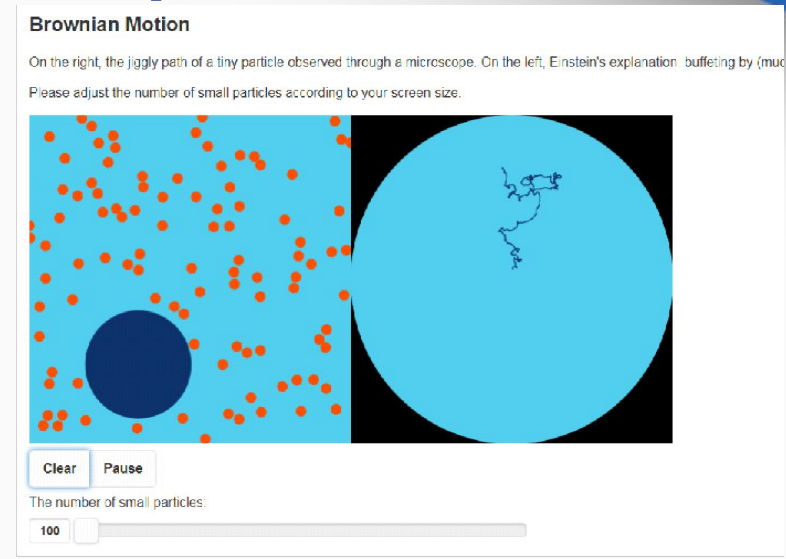 Brownian Motion
On the right, the jiggly path of a tiny particle observed through a microscope. On the left, Einstein's explanation: buffeting by (muc
Please adjust the number of small particles according to your screen size.
Clear Pause
The number of small particles:
100